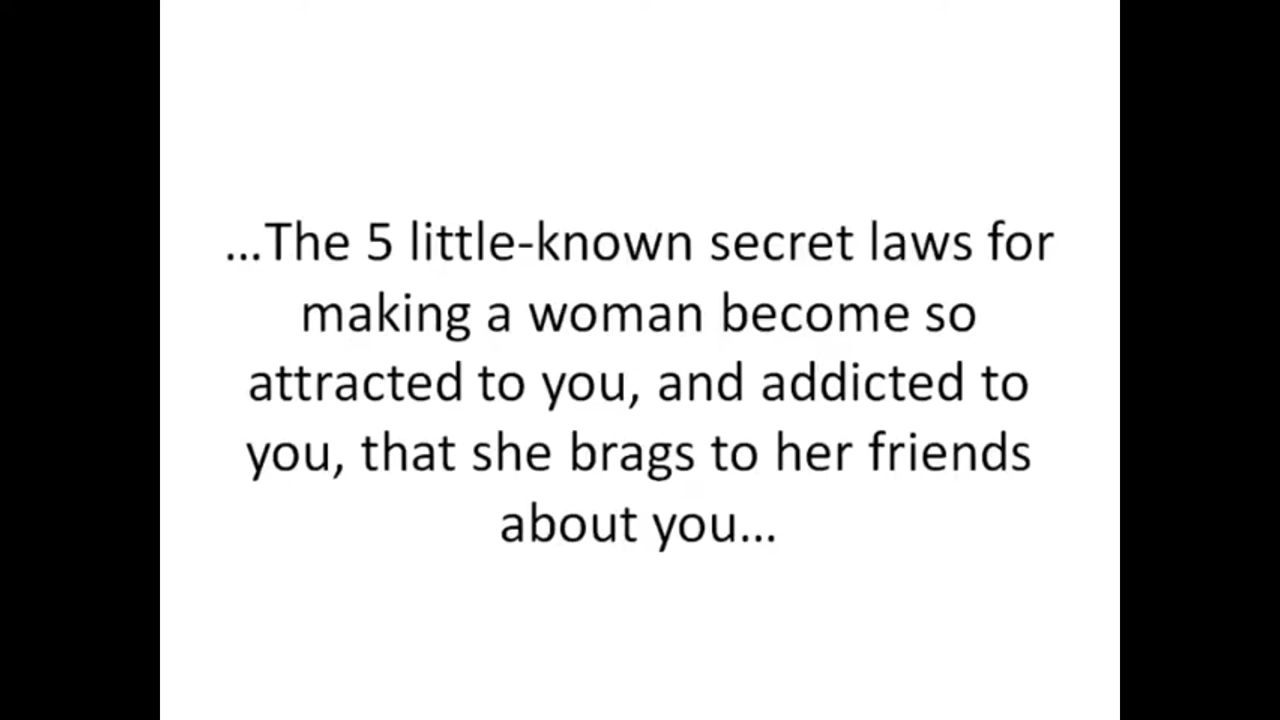 ...The 5 little-known secret laws for
making a woman become so
attracted to you, and addicted to
you, that she brags to her friends
about you...